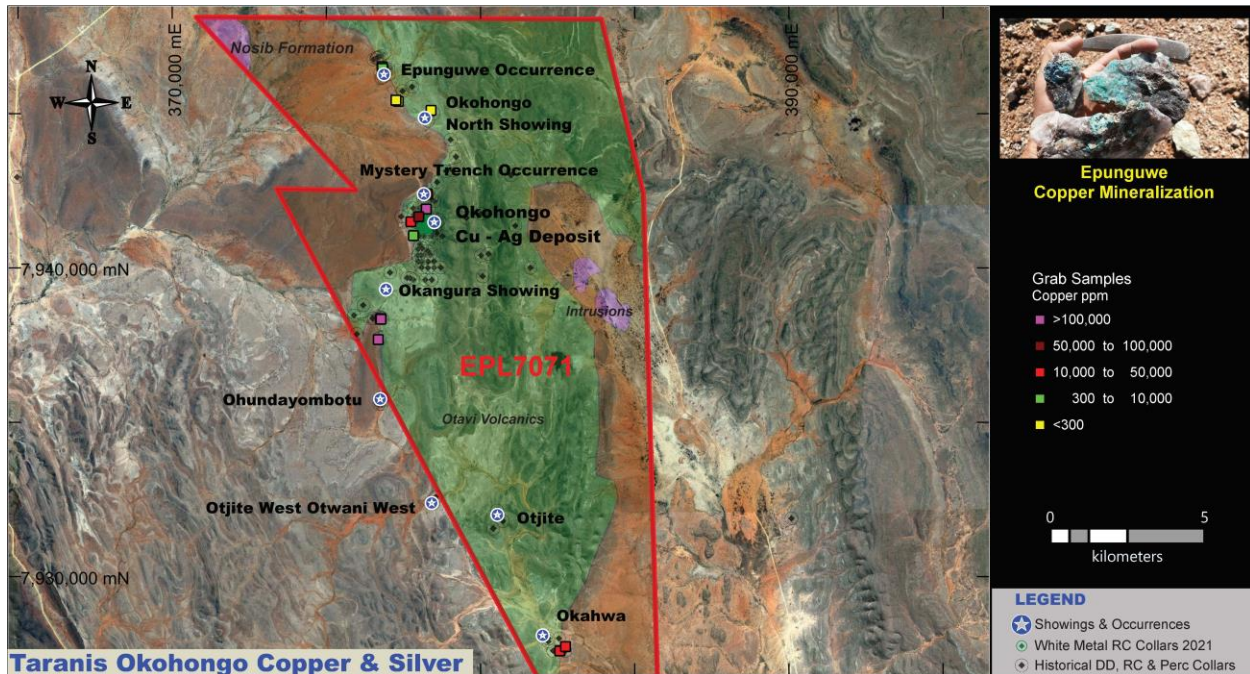 370,000 mE
390,000 mE
Nosib Formation
N
W E
S
Epunguwe Occurrence
Okohongo
North Showing
Mystery Trench Occurrence
Okohongo
Cu - Ag Deposit
7,940,000 mN
Okangura Showing
Intrusions
EPL7071
Ohundayombotu
Otavi Volcanics
Otjite West Otwani West
Otjite
7,930,000 mN
Okahwa
Taranis Okohongo Copper & Silver
Epunguwe
Copper Mineralization
Grab Samples
Copper ppm
>100,000
50,000 to 100,000
10,000 to 50,000
300 to 10,000
<300
0 5
kilometers
LEGEND
Showings & Occurrences
White Metal RC Collars 2021
Historical DD, RC & Perc Collars